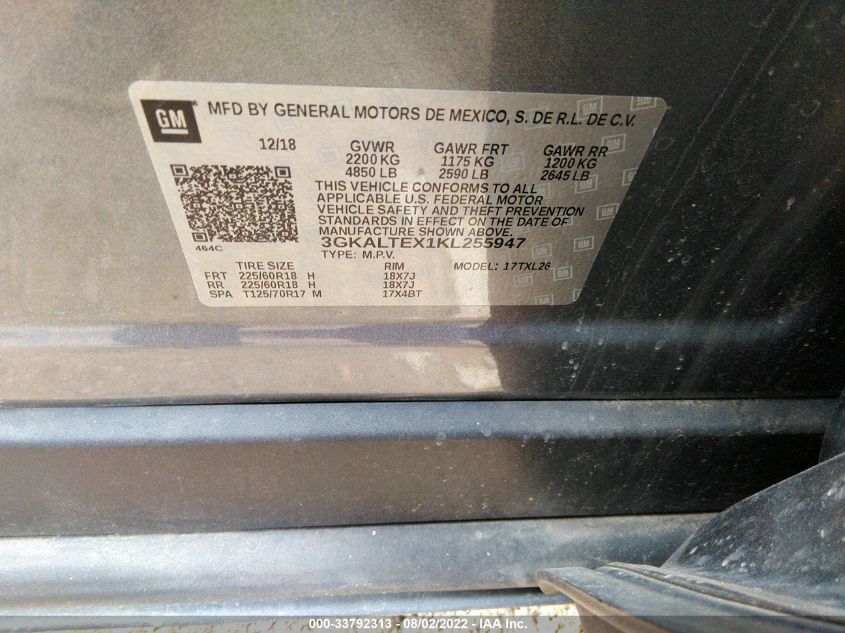 GM
MFD BY GENERAL MOTORS DE MEXICO, S. DE R.L. DE C.V.
12/18 GVWR GAWR FRT GAWR RR
2200 KG 1175 KG 1200 KG
4850 LB 2590 LB 2645 LB
THIS VEHICLE CONFORMS TO ALL
APPLICABLE U.S. FEDERAL MOTOR
VEHICLE SAFETY AND THEFT PREVENTION
STANDARDS IN EFFECT ON THE DATE OF
MANUFACTURE SHOWN ABOVE.
464C 3GKALTEX1KL255947
TYPE: M.P.V. MODEL: 17TXL26
TIRE SIZE RIM
FRT 225/60R18 H 18X7J
RR 225/60R18 H 18X7J
SPA T125/70R17 M 17X4BT
000-33792313 - 08/02/2022 - IAA Inc.